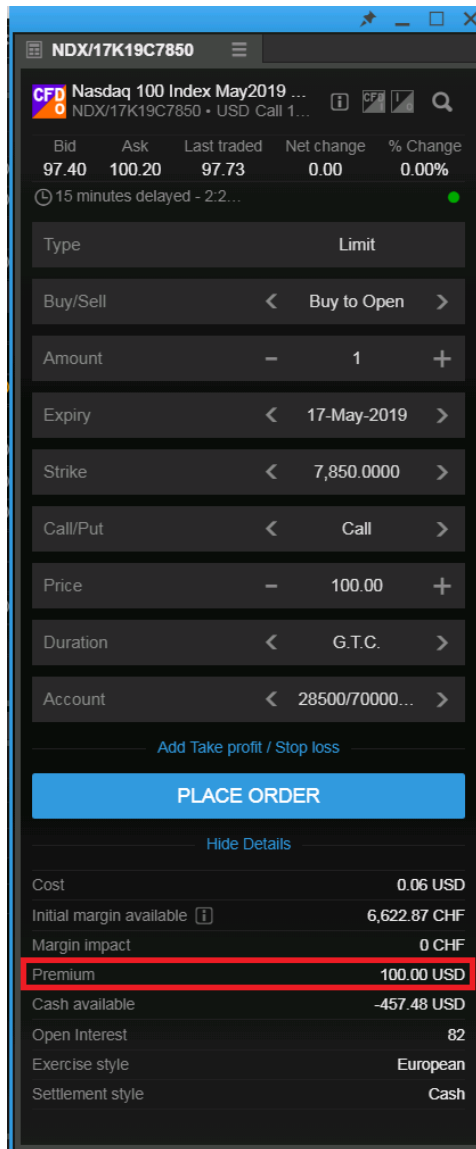 NDX/17K19C7850
CFD
O
Nasdaq 100 Index May2019 ...
NDX/17K19C7850 • USD Call 1...
Bid Ask Last traded Net change % Change
97.40 100.20 97.73 0.00 0.00%
15 minutes delayed - 2:2...
Type Limit
Buy/Sell Buy to Open
Amount 1
Expiry 17-May-2019
Strike 7,850.0000
Call/Put Call
Price 100.00
Duration G.T.C.
Account 28500/70000...
Add Take profit / Stop loss
PLACE ORDER
Hide Details
Cost 0.06 USD
Initial margin available 6,622.87 CHF
Margin impact 0 CHF
Premium 100.00 USD
Cash available -457.48 USD
Open Interest 82
Exercise style European
Settlement style Cash